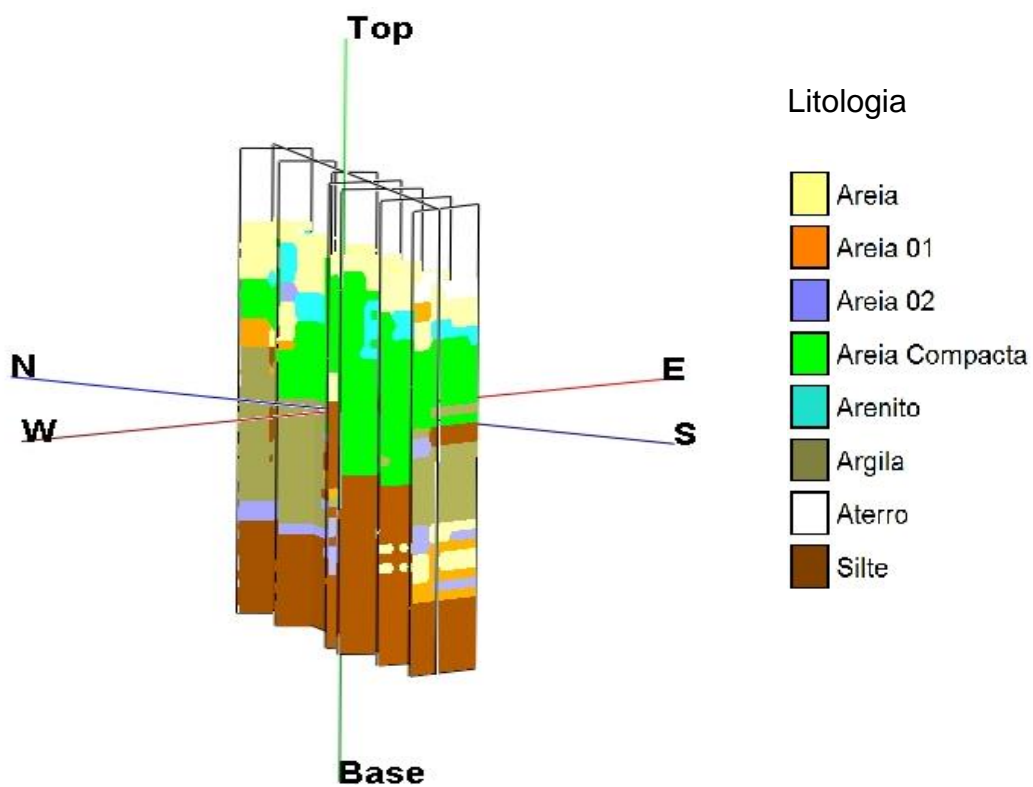 Top
Litologia
Areia
Areia 01
Areia 02
Areia Compacta
Arenito
Argila
Aterro
Silte
N
W
E
S
Base